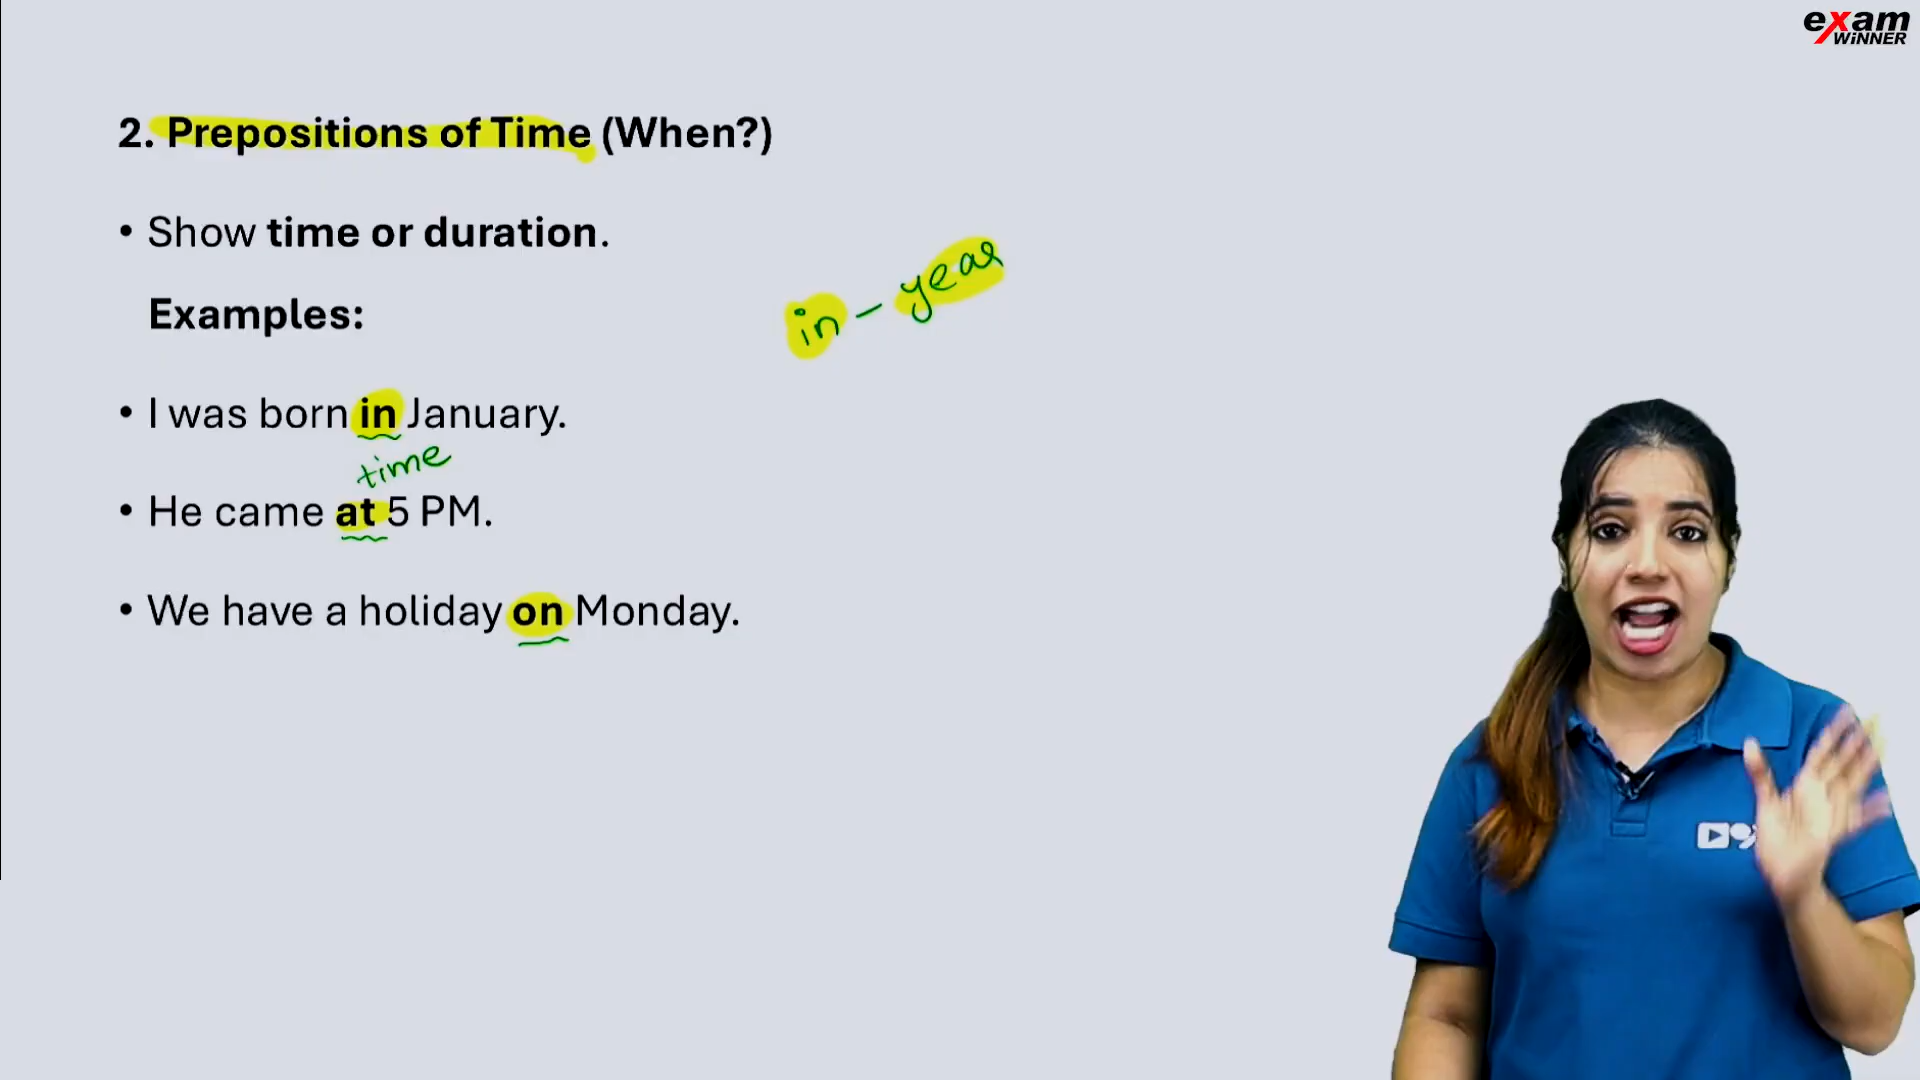 exam
WiNNER
2. Prepositions of Time (When?)
• Show time or duration.
in - year
Examples:
• I was born in January.
time
• He came at 5 PM.
• We have a holiday on Monday.